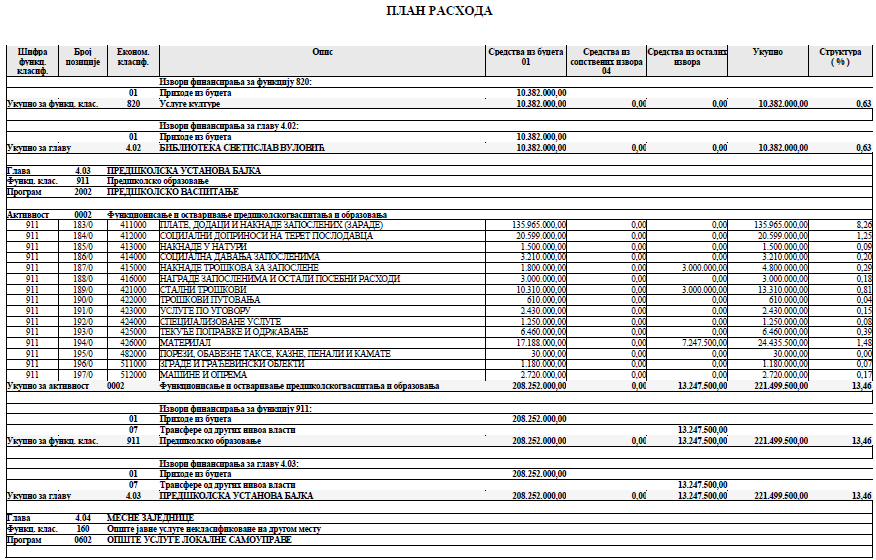 ПЛАН РАСХОДА
Шифра функц. класиф. Број позиције Економ. класиф. Опис Средства из буџета 01 Средства из сопствених извора 04 Средства из осталих извора Укупно Структура ( % )
Извори финансирања за функцију 820:
01 Приходе из буџета 10.382.000,00
Укупно за функц. клас. 820 Услуге културе 10.382.000,00 0,00 0,00 10.382.000,00 0,63
Извори финансирања за главу 4.02:
01 Приходе из буџета 10.382.000,00
Укупно за главу 4.02 БИБЛИОТЕКА СВЕТИСЛАВ ВУЛОВИЋ 10.382.000,00 0,00 0,00 10.382.000,00 0,63
Глава 4.03 ПРЕДШКОЛСКА УСТАНОВА БАЈКА
Функц. клас. 911 Предшколско образовање
Програм 2002 ПРЕДШКОЛСКО ВАСПИТАЊЕ
Активност 0002 Функционисање и остваривање предшколскогваспитања и образовања
911 183/0 411000 ПЛАТЕ, ДОДАЦИ И НАКНАДЕ ЗАПОСЛЕНИХ (ЗАРАДЕ) 135.965.000,00 0,00 0,00 135.965.000,00 8,26
911 184/0 412000 СОЦИЈАЛНИ ДОПРИНОСИ НА ТЕРЕТ ПОСЛОДАВЦА 20.599.000,00 0,00 0,00 20.599.000,00 1,25
911 185/0 413000 НАКНАДЕ У НАТУРИ 1.500.000,00 0,00 0,00 1.500.000,00 0,09
911 186/0 414000 СОЦИЈАЛНА ДАВАЊА ЗАПОСЛЕНИМА 3.210.000,00 0,00 0,00 3.210.000,00 0,20
911 187/0 415000 НАКНАДЕ ТРОШКОВА ЗА ЗАПОСЛЕНЕ 1.800.000,00 0,00 3.000.000,00 4.800.000,00 0,29
911 188/0 416000 НАГРАДЕ ЗАПОСЛЕНИМА И ОСТАЛИ ПОСЕБНИ РАСХОДИ 3.000.000,00 0,00 0,00 3.000.000,00 0,18
911 189/0 421000 СТАЛНИ ТРОШКОВИ 10.310.000,00 0,00 3.000.000,00 13.310.000,00 0,81
911 190/0 422000 ТРОШКОВИ ПУТОВАЊА 610.000,00 0,00 0,00 610.000,00 0,04
911 191/0 423000 УСЛУГЕ ПО УГОВОРУ 2.430.000,00 0,00 0,00 2.430.000,00 0,15
911 192/0 424000 СПЕЦИЈАЛИЗОВАНЕ УСЛУГЕ 1.250.000,00 0,00 0,00 1.250.000,00 0,08
911 193/0 425000 ТЕКУЋЕ ПОПРАВКЕ И ОДРЖАВАЊЕ 6.460.000,00 0,00 0,00 6.460.000,00 0,39
911 194/0 426000 МАТЕРИЈАЛ 17.188.000,00 0,00 7.247.500,00 24.435.500,00 1,48
911 195/0 482000 ПОРЕЗИ, ОБАВЕЗНЕ ТАКСЕ, КАЗНЕ, ПЕНАЛИ И КАМАТЕ 30.000,00 0,00 0,00 30.000,00 0,00
911 196/0 511000 ЗГРАДЕ И ГРАЂЕВИНСКИ ОБЈЕКТИ 1.180.000,00 0,00 0,00 1.180.000,00 0,07
911 197/0 512000 МАШИНЕ И ОПРЕМА 2.720.000,00 0,00 0,00 2.720.000,00 0,17
Укупно за активност 0002 Функционисање и остваривање предшколскогваспитања и образовања 208.252.000,00 0,00 13.247.500,00 221.499.500,00 13,46
Извори финансирања за функцију 911:
01 Приходе из буџета 208.252.000,00
07 Трансфере од других нивоа власти 13.247.500,00
Укупно за функц. клас. 911 Предшколско образовање 208.252.000,00 0,00 13.247.500,00 221.499.500,00 13,46
Извори финансирања за главу 4.03:
01 Приходе из буџета 208.252.000,00
07 Трансфере од других нивоа власти 13.247.500,00
Укупно за главу 4.03 ПРЕДШКОЛСКА УСТАНОВА БАЈКА 208.252.000,00 0,00 13.247.500,00 221.499.500,00 13,46
Глава 4.04 МЕСНЕ ЗАЈЕДНИЦЕ
Функц. клас. 160 Опште јавне услуге некласификоване на другом месту
Програм 0602 ОПШТЕ УСЛУГЕ ЛОКАЛНЕ САМОУПРАВЕ